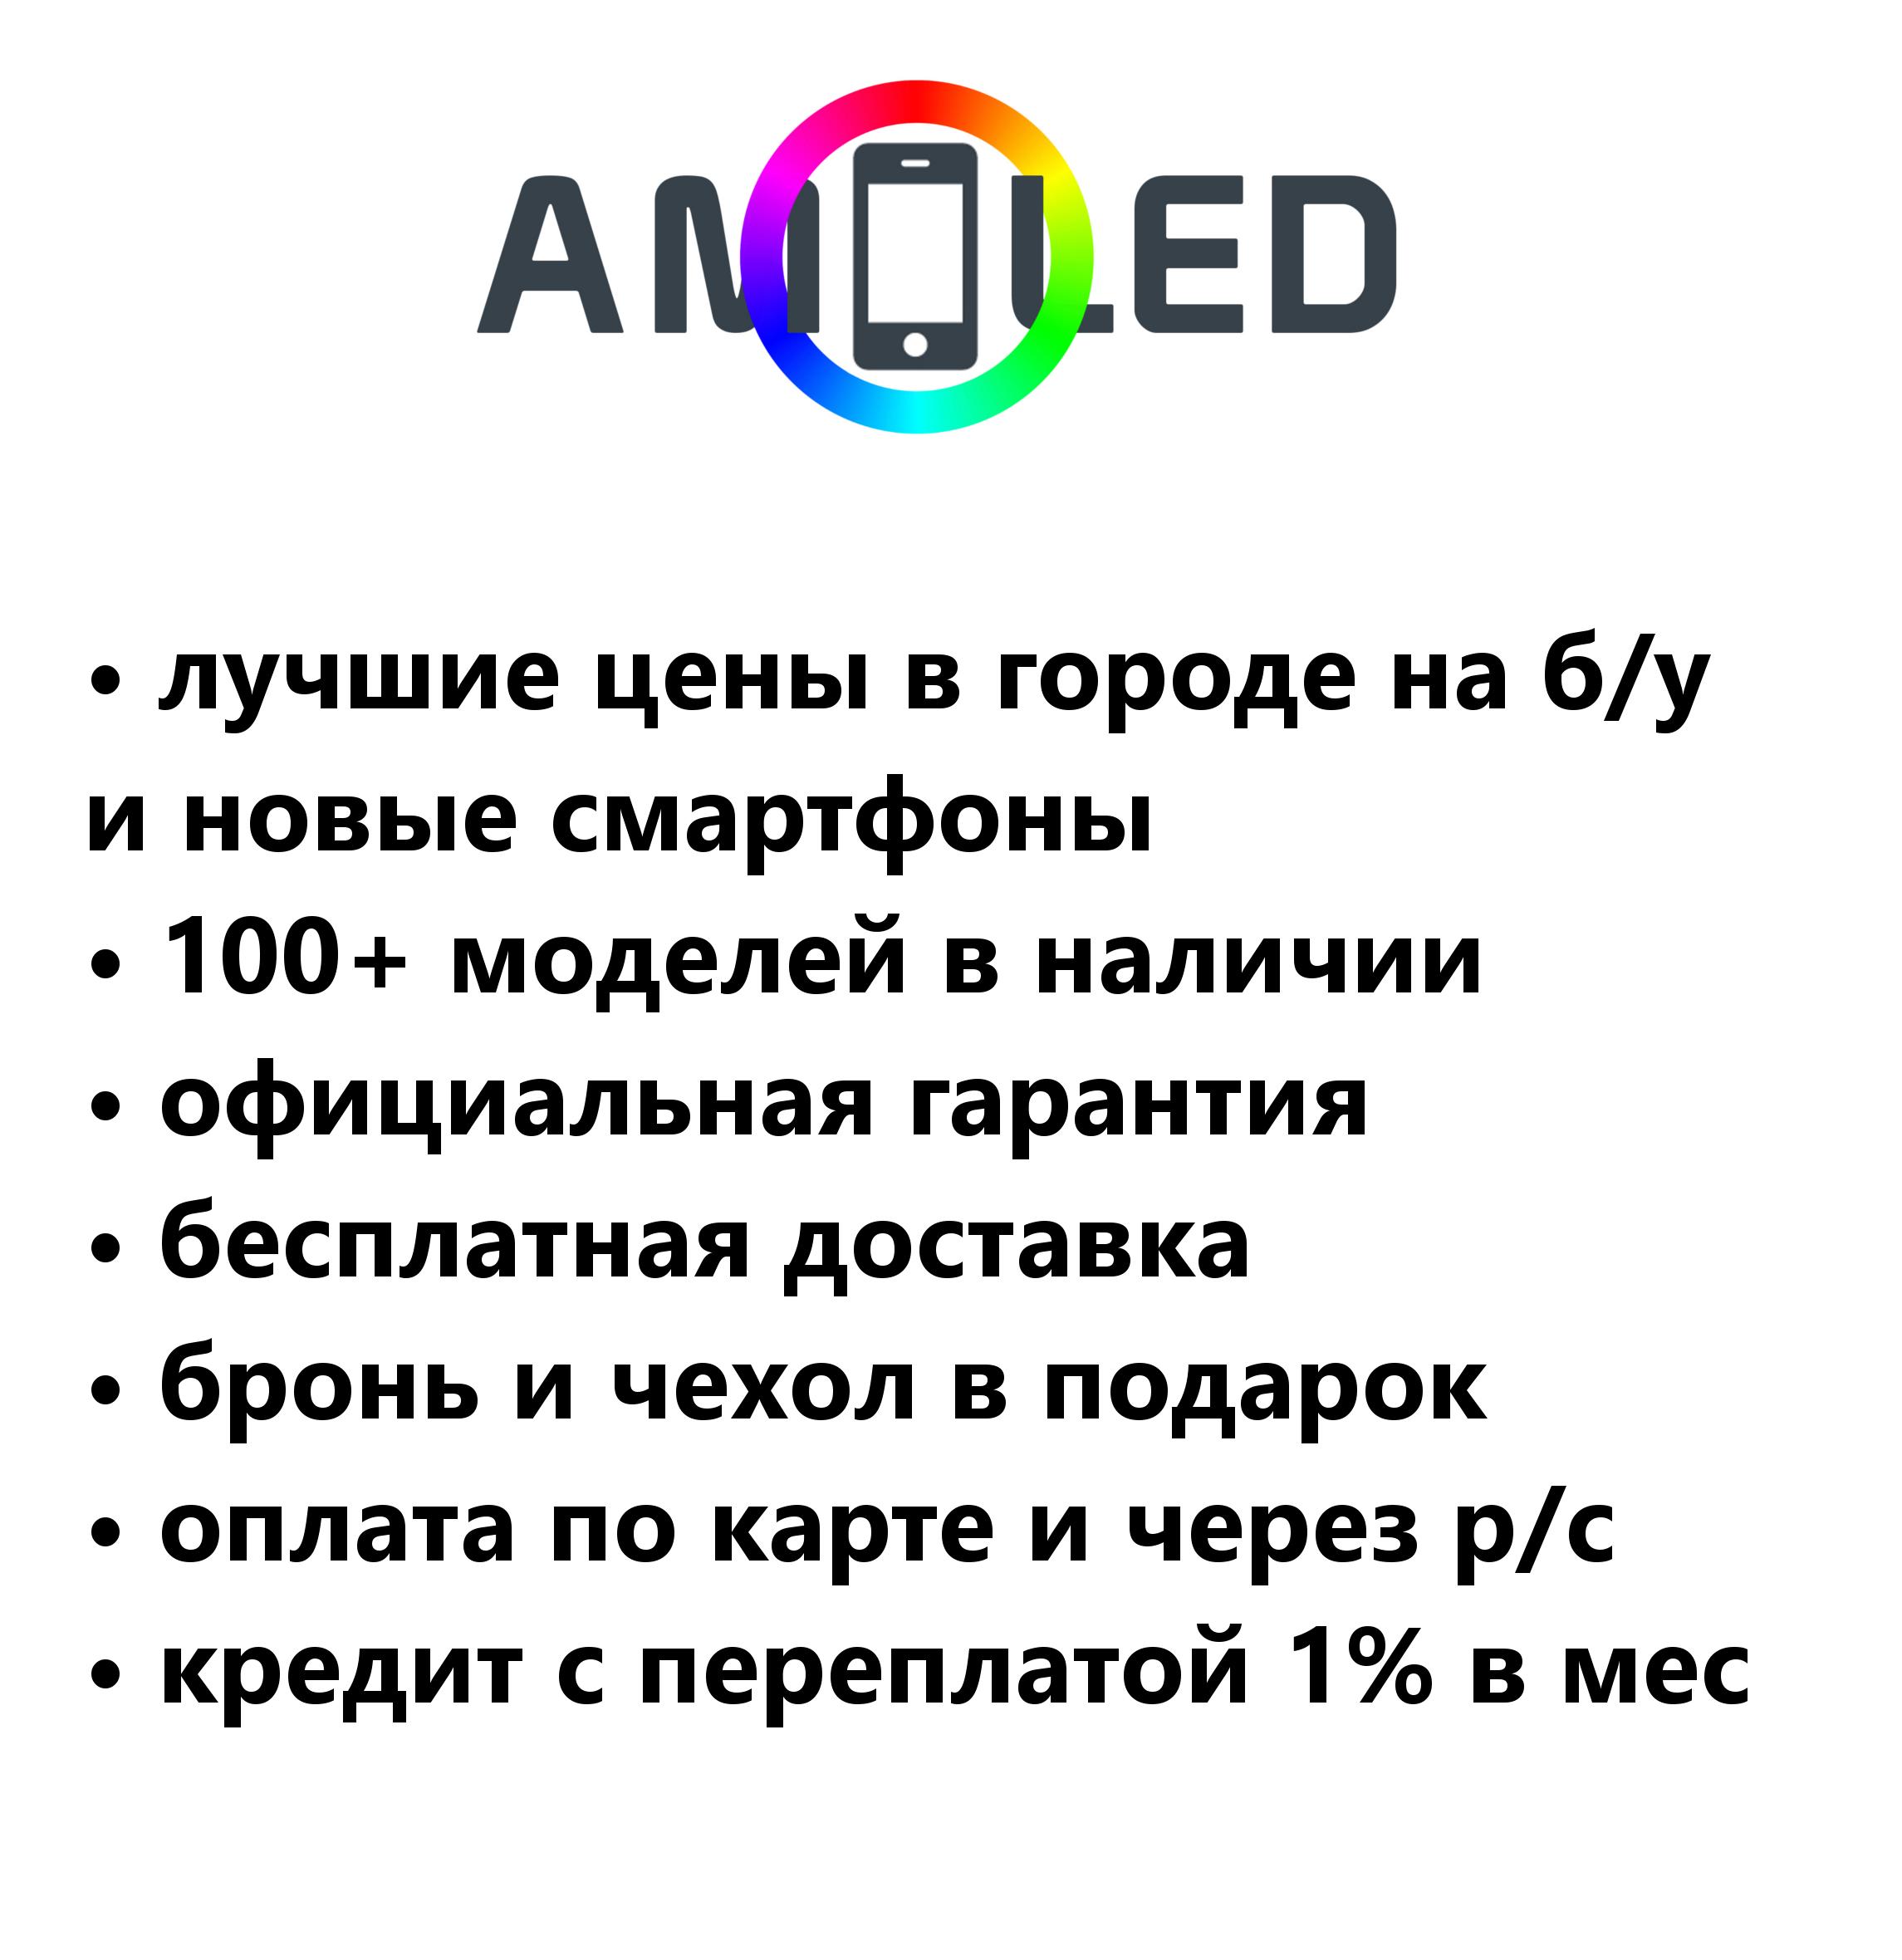 AMOLED
• лучшие цены в городе на б/у
и новые смартфоны
• 100+ моделей в наличии
• официальная гарантия
• бесплатная доставка
• бронь и чехол в подарок
• оплата по карте и через р/с
• кредит с переплатой 1% в мес